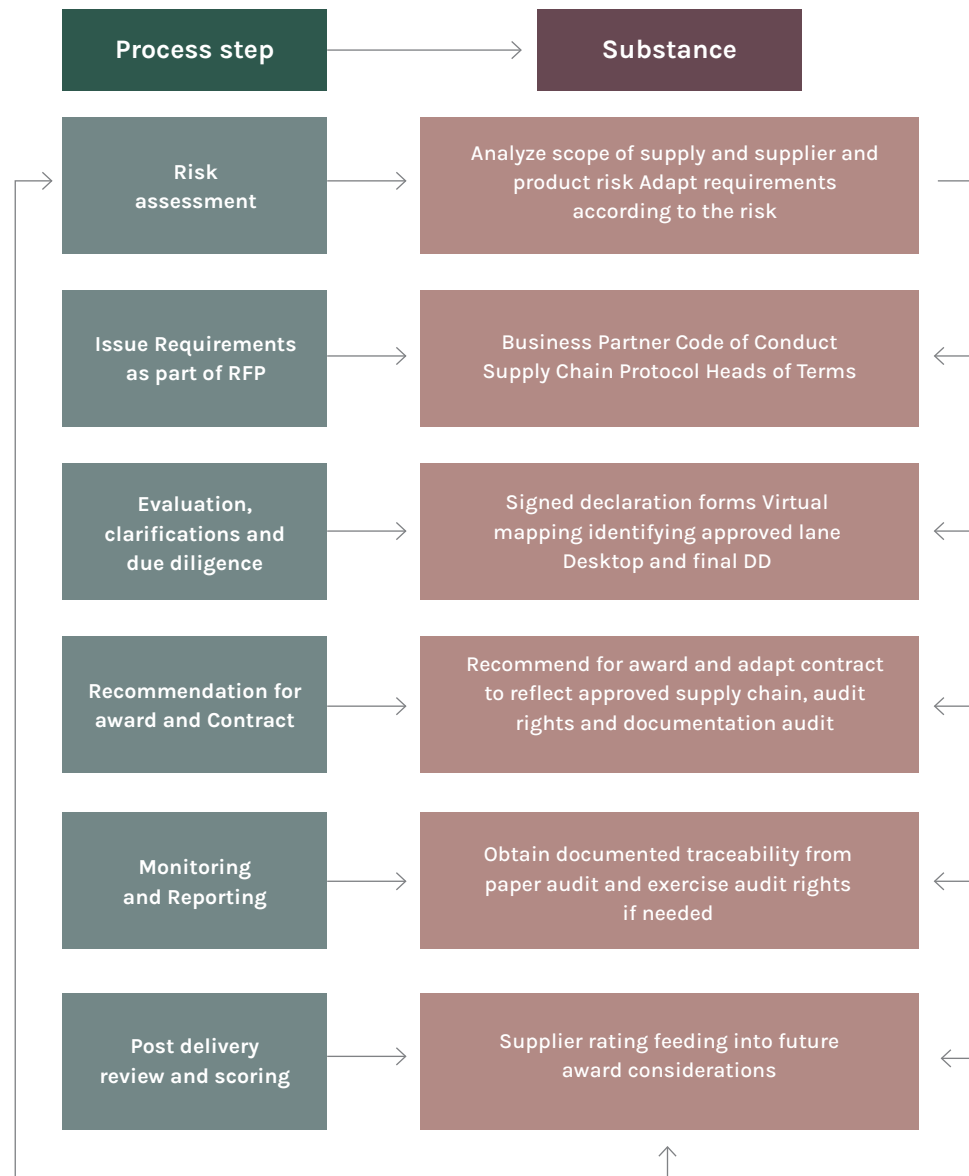 Process step
Substance
Risk
assessment
Analyze scope of supply and supplier and
product risk Adapt requirements
according to the risk
Issue Requirements
as part of RFP
Business Partner Code of Conduct
Supply Chain Protocol Heads of Terms
Evaluation,
clarifications and
due diligence
Signed declaration forms Virtual
mapping identifying approved lane
Desktop and final DD
Recommendation for
award and Contract
Recommend for award and adapt contract
to reflect approved supply chain, audit
rights and documentation audit
Monitoring
and Reporting
Obtain documented traceability from
paper audit and exercise audit rights
if needed
Post delivery
review and scoring
Supplier rating feeding into future
award considerations